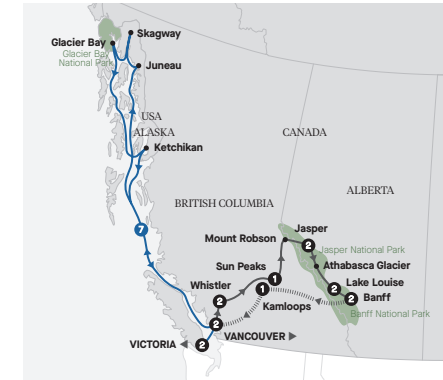 Skagway
Glacier Bay
Glacier Bay
National Park
Juneau
USA
ALASKA
CANADA
Ketchikan
ALBERTA
BRITISH COLUMBIA
7
Jasper
Mount Robson
2
Jasper National Park
Athabasca Glacier
Sun Peaks
1
Whistler
1
2
Lake Louise
2
2
Banff
Kamloops
Banff National Park
2
VANCOUVER
VICTORIA
2